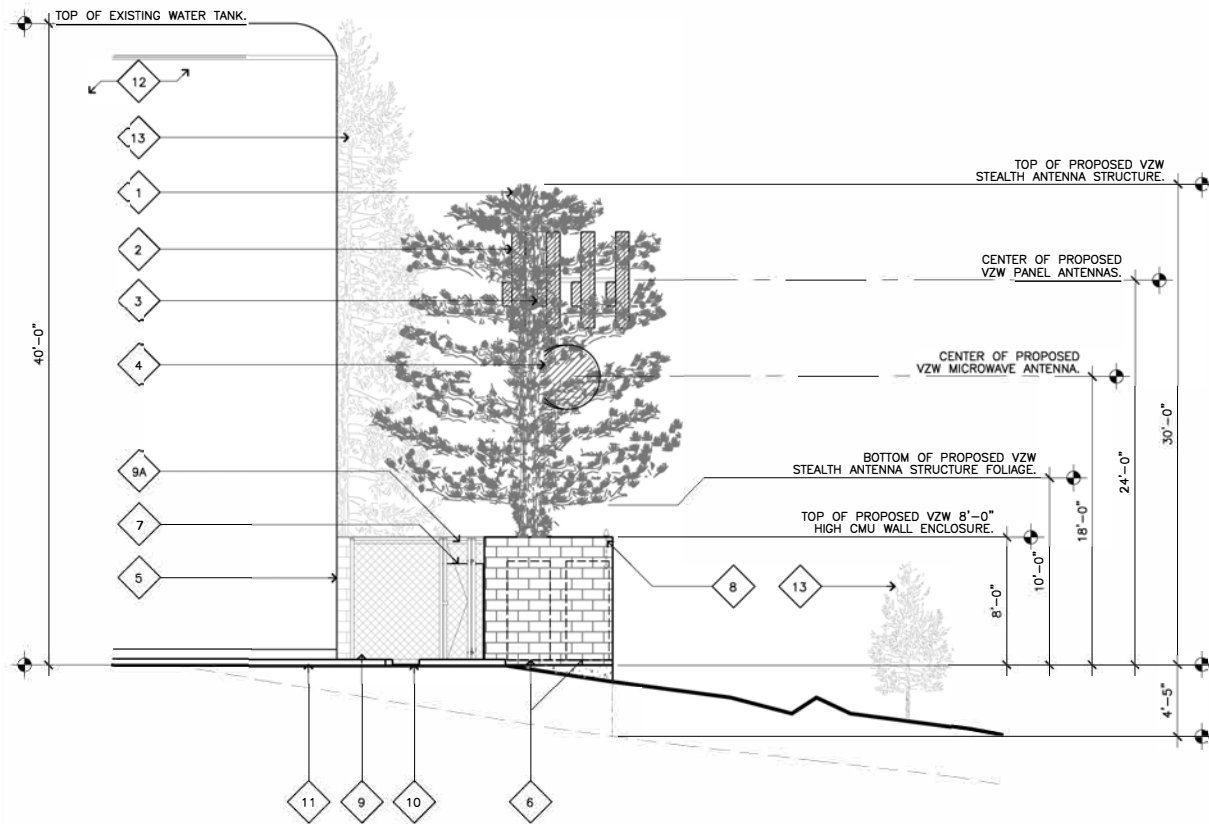 TOP OF EXISTING WATER TANK.
12
13
1
2
3
4
9A
7
5
40'-0"
TOP OF PROPOSED VZW
STEALTH ANTENNA STRUCTURE.
CENTER OF PROPOSED
VZW PANEL ANTENNAS.
CENTER OF PROPOSED
VZW MICROWAVE ANTENNA.
BOTTOM OF PROPOSED VZW
STEALTH ANTENNA STRUCTURE FOLIAGE.
TOP OF PROPOSED VZW 8'-0"
HIGH CMU WALL ENCLOSURE.
8
13
8'-0"
10'-0"
18'-0"
24'-0"
30'-0"
4'-5"
11
9
10
6